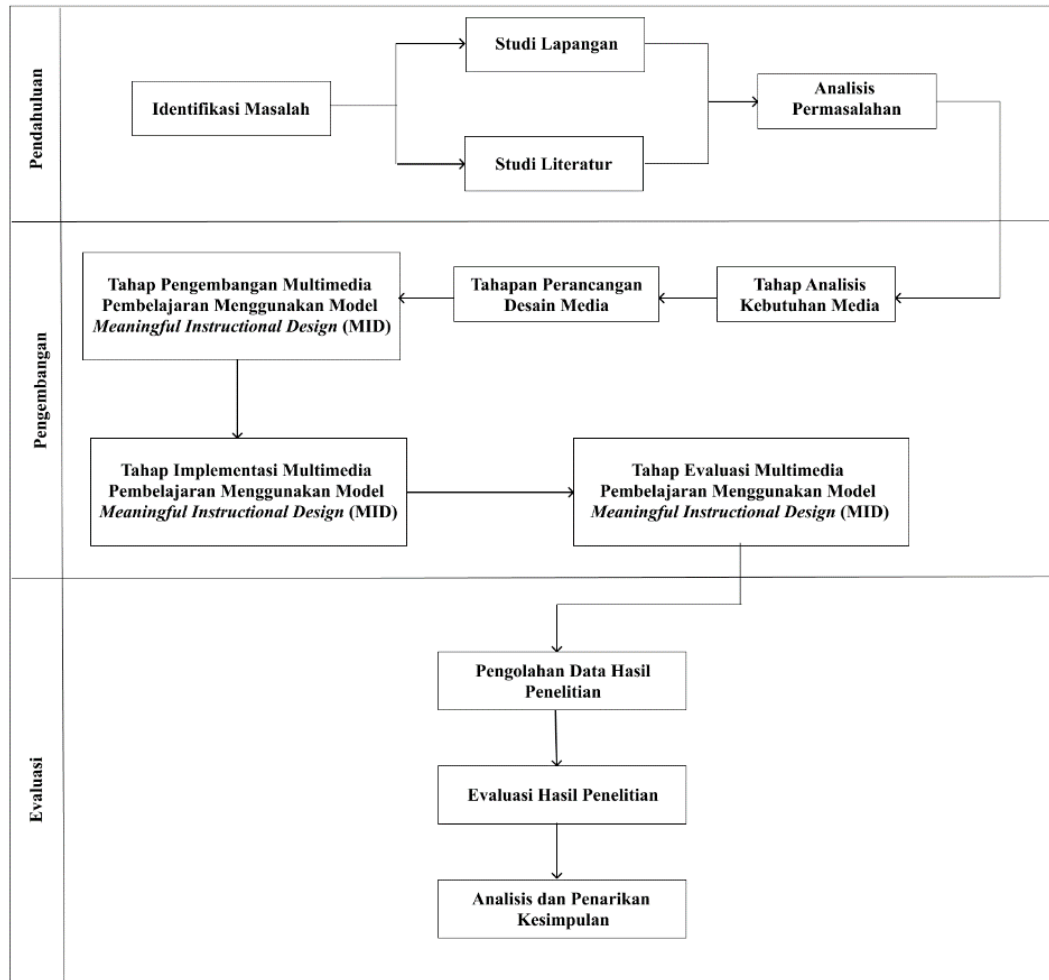 Pendahuluan
Identifikasi Masalah
Studi Lapangan
Studi Literatur
Analisis
Permasalahan
Pengembangan
Tahap Analisis
Kebutuhan Media
Tahapan Perancangan
Desain Media
Tahap Pengembangan Multimedia
Pembelajaran Menggunakan Model
Meaningful Instructional Design (MID)
Tahap Implementasi Multimedia
Pembelajaran Menggunakan Model
Meaningful Instructional Design (MID)
Tahap Evaluasi Multimedia
Pembelajaran Menggunakan Model
Meaningful Instructional Design (MID)
Evaluasi
Pengolahan Data Hasil
Penelitian
Evaluasi Hasil Penelitian
Analisis dan Penarikan
Kesimpulan